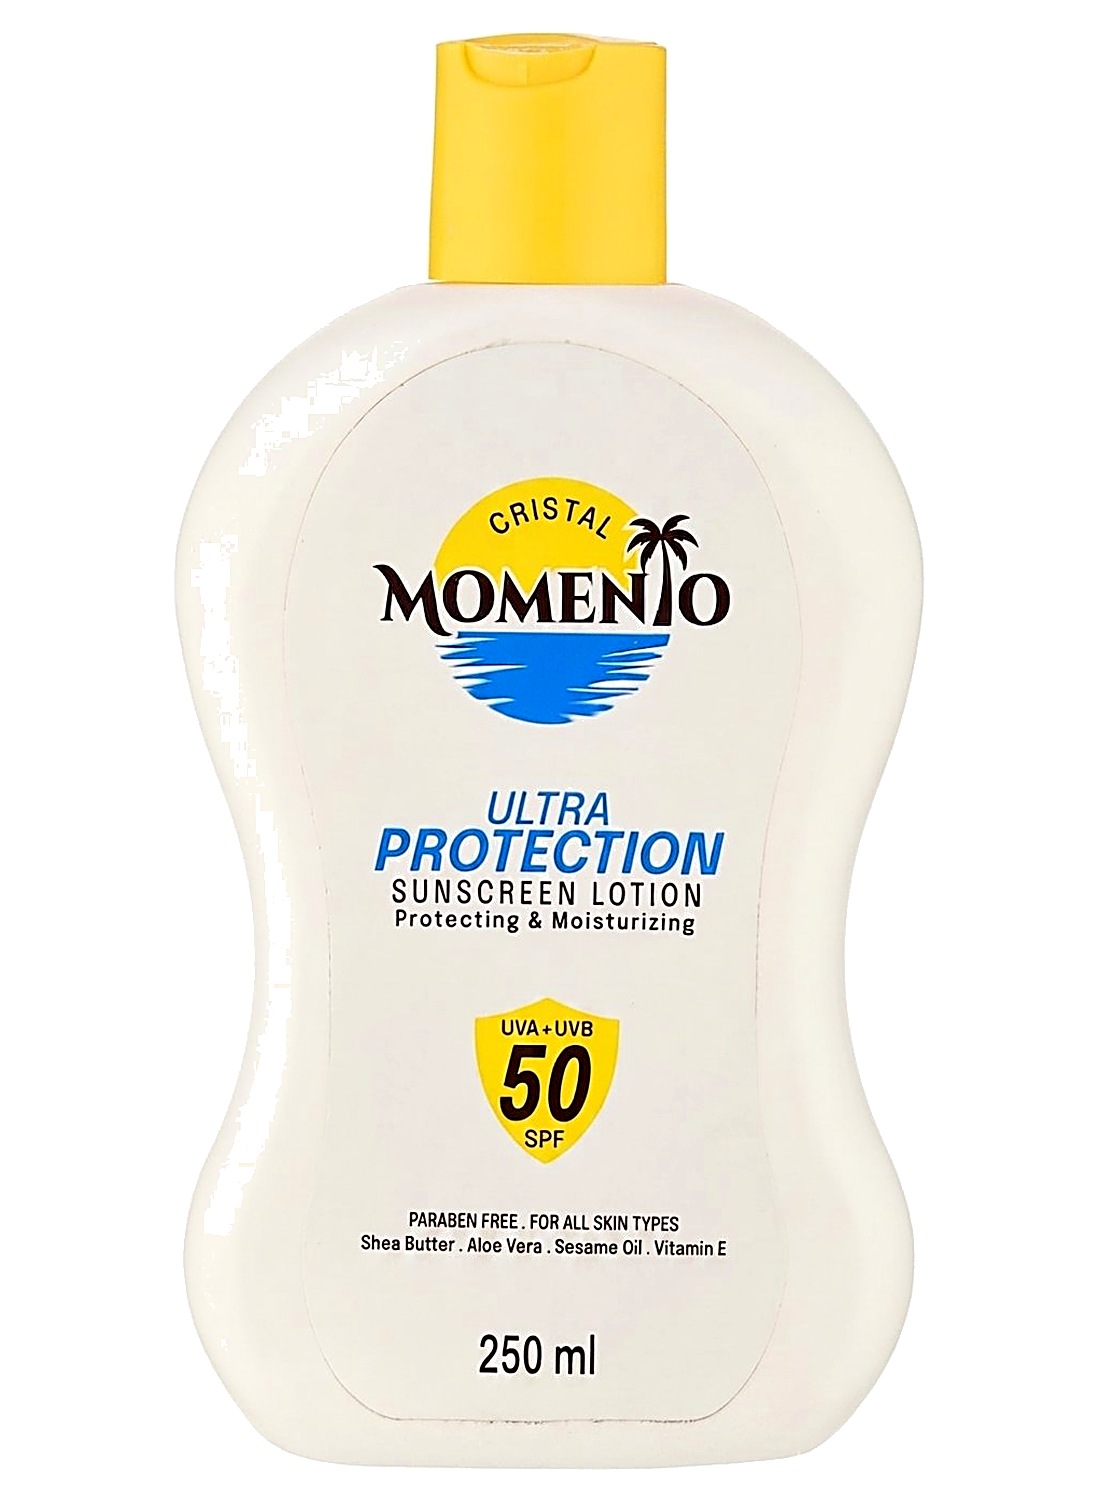 CRISTAL
MOMENTO
ULTRA
PROTECTION
SUNSCREEN LOTION
Protecting & Moisturizing
UVA+UVB
50
SPF
PARABEN FREE . FOR ALL SKIN TYPES
Shea Butter . Aloe Vera . Sesame Oil . Vitamin E
250 ml